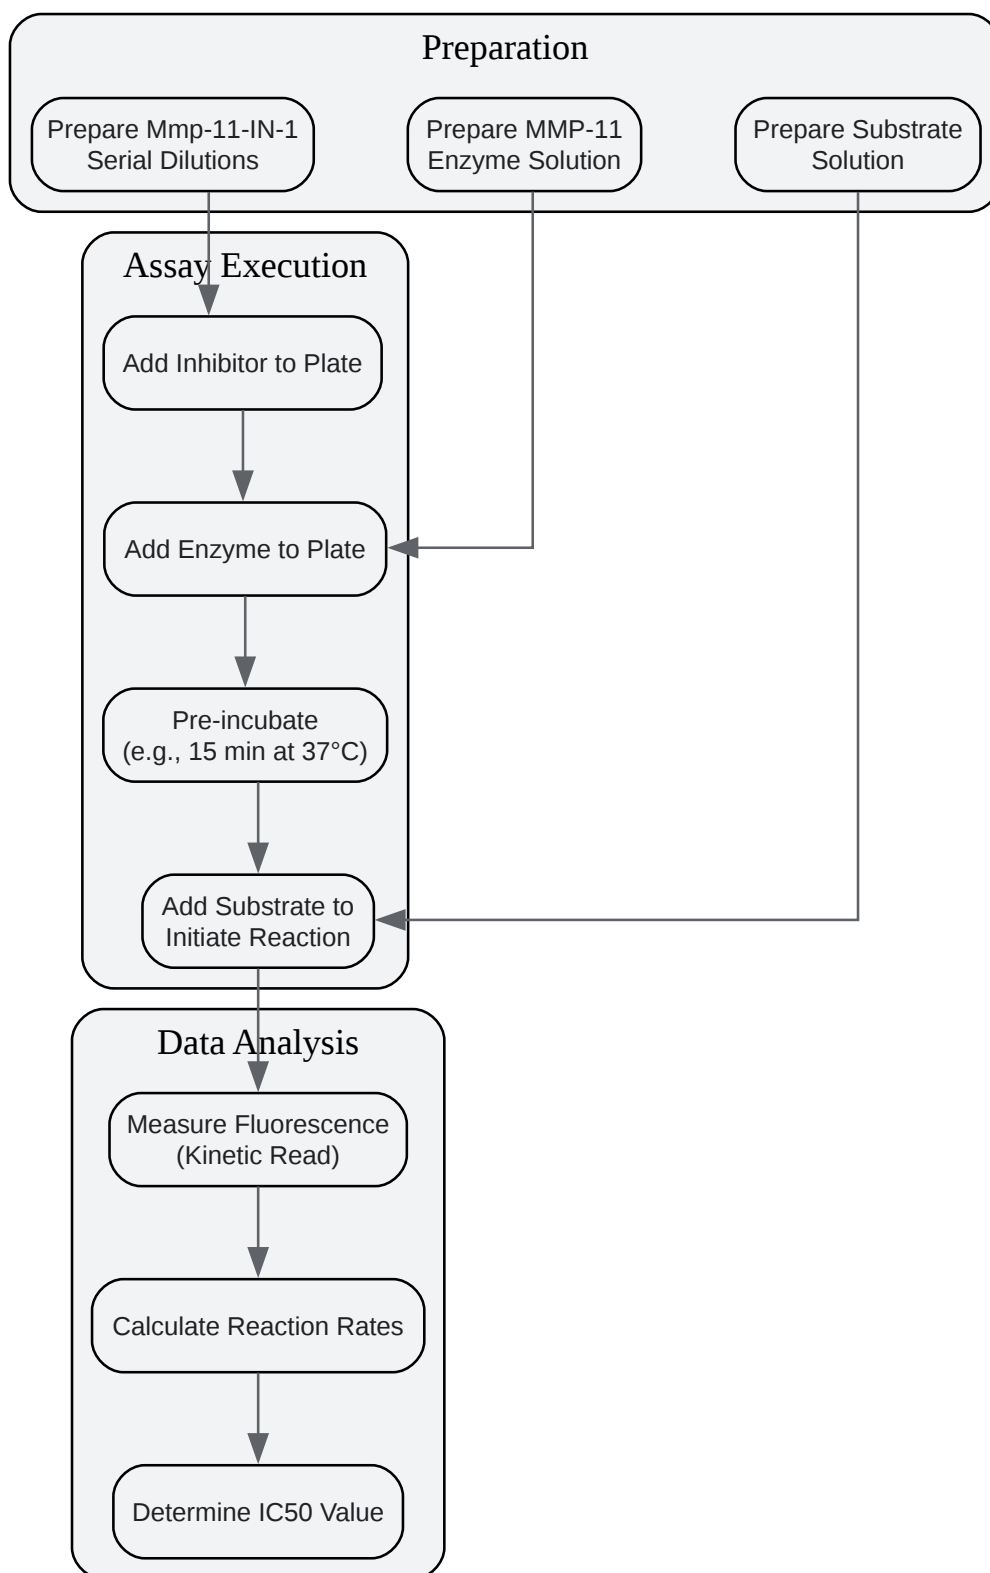 Preparation
Prepare Mmp-11-IN-1
Serial Dilutions
Prepare MMP-11
Enzyme Solution
Prepare Substrate
Solution
Assay Execution
Add Inhibitor to Plate
Add Enzyme to Plate
Pre-incubate
(e.g., 15 min at 37°C)
Add Substrate to
Initiate Reaction
Data Analysis
Measure Fluorescence
(Kinetic Read)
Calculate Reaction Rates
Determine IC50 Value